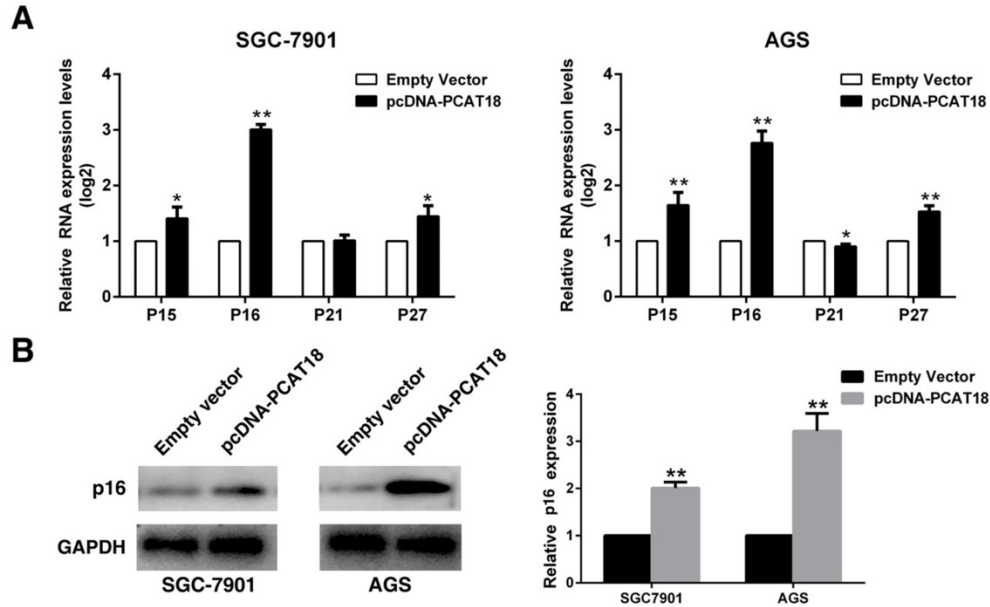 A
SGC-7901
Relative RNA expression levels
(log2)
4
3
2
1
0
Empty Vector
pcDNA-PCAT18
*
**
*
P15
P16
P21
P27
AGS
Relative RNA expression levels
(log2)
4
3
2
1
0
Empty Vector
pcDNA-PCAT18
**
**
*
**
P15
P16
P21
P27
B
Empty vector
pcDNA-PCAT18
Empty vector
pcDNA-PCAT18
p16
GAPDH
SGC-7901
AGS
Relative p16 expression
4
3
2
1
0
Empty Vector
pcDNA-PCAT18
**
**
SGC7901
AGS